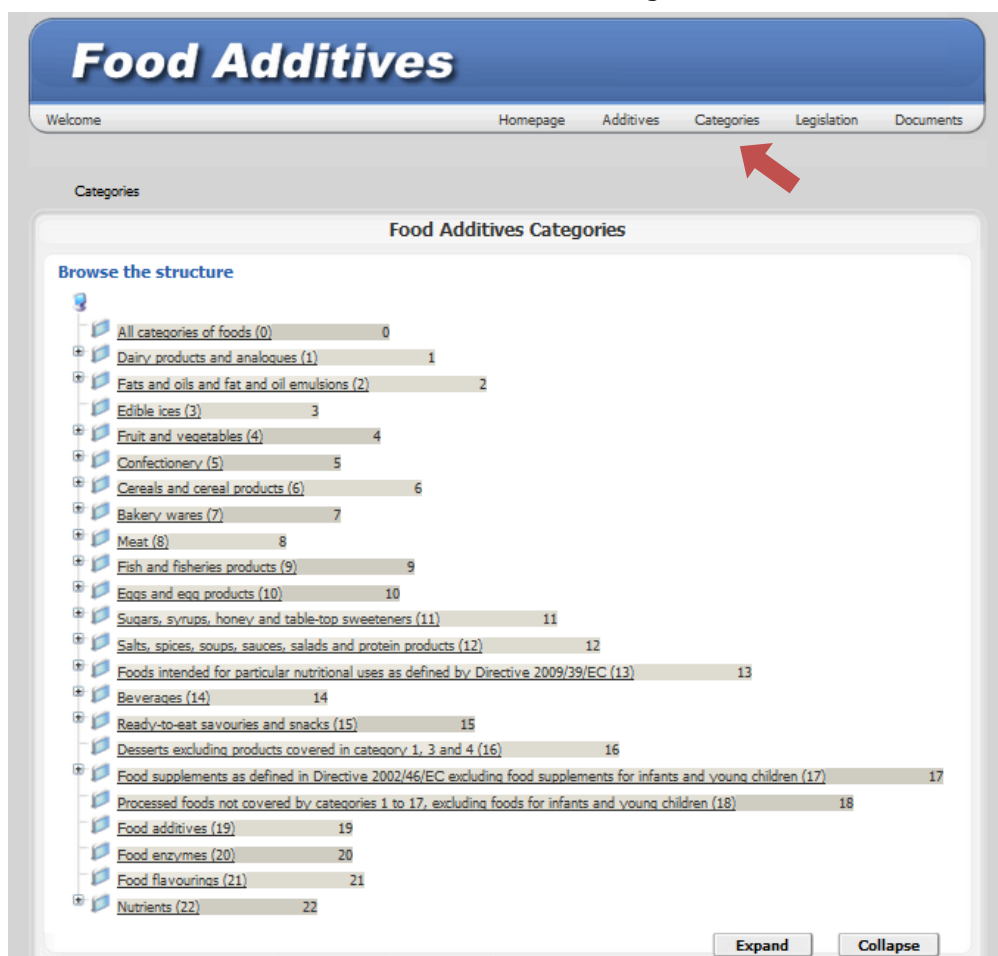 Food Additives
Welcome Homepage Additives Categories Legislation Documents
Categories
Food Additives Categories
Browse the structure
All categories of foods (0) 0
Dairy products and analogues (1) 1
Fats and oils and fat and oil emulsions (2) 2
Edible ices (3) 3
Fruit and vegetables (4) 4
Confectionery (5) 5
Cereals and cereal products (6) 6
Bakery wares (7) 7
Meat (8) 8
Fish and fisheries products (9) 9
Eggs and egg products (10) 10
Sugars, syrups, honey and table-top sweeteners (11) 11
Salts, spices, soups, sauces, salads and protein products (12) 12
Foods intended for particular nutritional uses as defined by Directive 2009/39/EC (13) 13
Beverages (14) 14
Ready-to-eat savouries and snacks (15) 15
Desserts excluding products covered in category 1, 3 and 4 (16) 16
Food supplements as defined in Directive 2002/46/EC excluding food supplements for infants and young children (17) 17
Processed foods not covered by categories 1 to 17, excluding foods for infants and young children (18) 18
Food additives (19) 19
Food enzymes (20) 20
Food flavourings (21) 21
Nutrients (22) 22
Expand Collapse